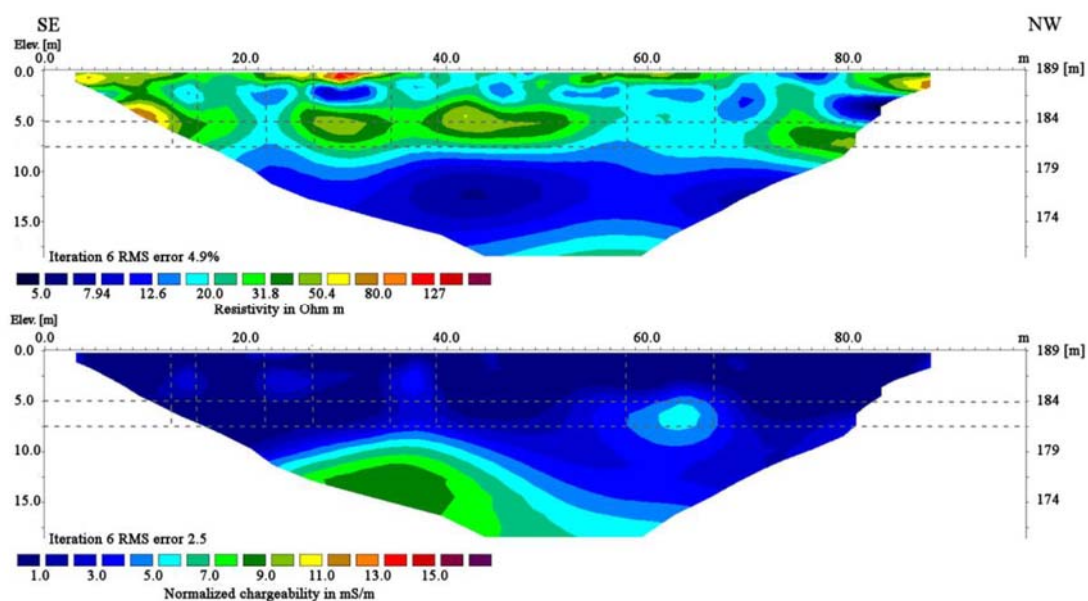 SE NW
Elev. [m] m
0.0 20.0 40.0 60.0 80.0
0.0 189 [m]
5.0 184
10.0 179
15.0 174
Iteration 6 RMS error 4.9%
5.0 7.94 12.6 20.0 31.8 50.4 80.0 127
Resistivity in Ohm m
Elev. [m] m
0.0 20.0 40.0 60.0 80.0
0.0 189 [m]
5.0 184
10.0 179
15.0 174
Iteration 6 RMS error 2.5
1.0 3.0 5.0 7.0 9.0 11.0 13.0 15.0
Normalized chargeability in mS/m